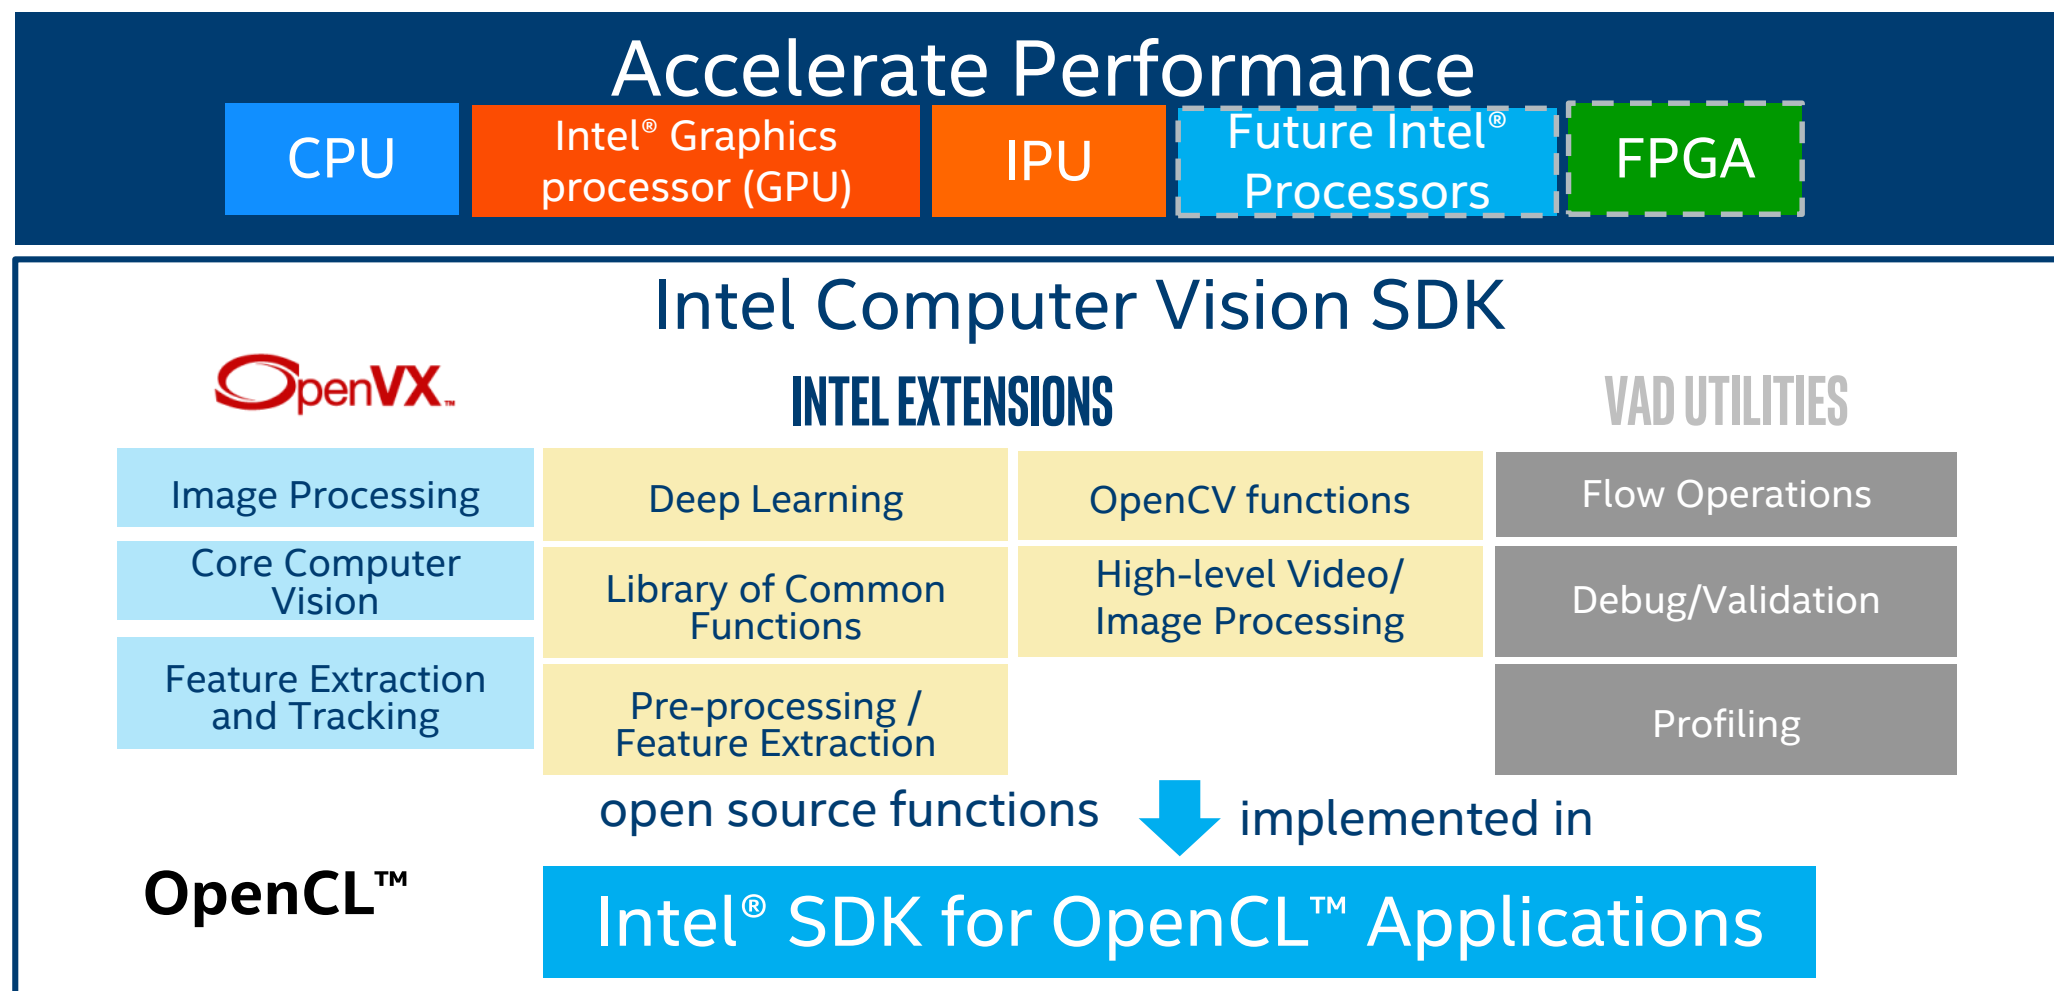 Accelerate Performance
CPU
Intel® Graphics
processor (GPU)
IPU
Future Intel®
Processors
FPGA
Intel Computer Vision SDK
OpenVX™
INTEL EXTENSIONS
VAD UTILITIES
Image Processing
Core Computer
Vision
Feature Extraction
and Tracking
Deep Learning
Library of Common
Functions
Pre-processing /
Feature Extraction
OpenCV functions
High-level Video/
Image Processing
Flow Operations
Debug/Validation
Profiling
open source functions
implemented in
OpenCL™
Intel® SDK for OpenCL™ Applications